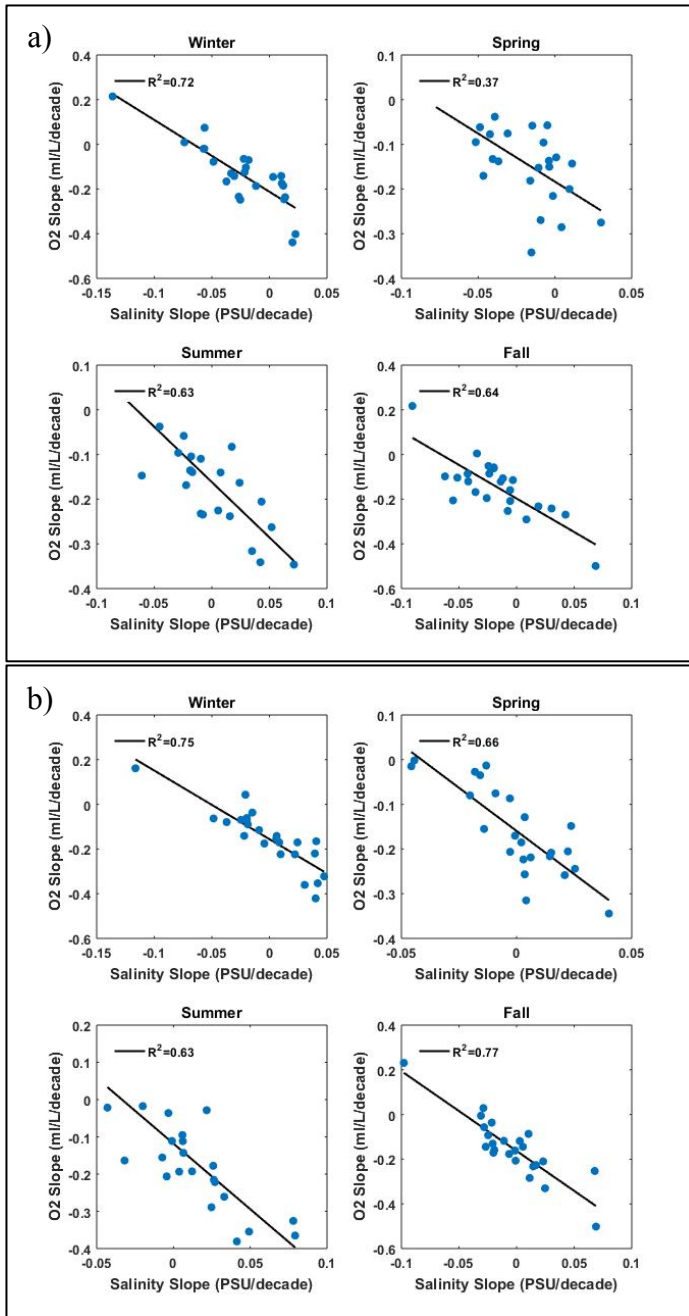 a)
Winter
O2 Slope (ml/L/decade)
0.4
0.2
0
-0.2
-0.4
-0.6
R²=0.72
-0.15
-0.1
-0.05
0
0.05
Salinity Slope (PSU/decade)
Spring
O2 Slope (ml/L/decade)
0.1
0
-0.1
-0.2
-0.3
-0.4
R²=0.37
-0.1
-0.05
0
0.05
Salinity Slope (PSU/decade)
Summer
O2 Slope (ml/L/decade)
0.1
0
-0.1
-0.2
-0.3
-0.4
R²=0.63
-0.1
-0.05
0
0.05
0.1
Salinity Slope (PSU/decade)
Fall
O2 Slope (ml/L/decade)
0.4
0.2
0
-0.2
-0.4
-0.6
R²=0.64
-0.1
-0.05
0
0.05
0.1
Salinity Slope (PSU/decade)
b)
Winter
O2 Slope (ml/L/decade)
0.4
0.2
0
-0.2
-0.4
-0.6
R²=0.75
-0.15
-0.1
-0.05
0
0.05
Salinity Slope (PSU/decade)
Spring
O2 Slope (ml/L/decade)
0.1
0
-0.1
-0.2
-0.3
-0.4
R²=0.66
-0.05
0
0.05
Salinity Slope (PSU/decade)
Summer
O2 Slope (ml/L/decade)
0.2
0.1
0
-0.1
-0.2
-0.3
-0.4
R²=0.63
-0.05
0
0.05
0.1
Salinity Slope (PSU/decade)
Fall
O2 Slope (ml/L/decade)
0.4
0.2
0
-0.2
-0.4
-0.6
R²=0.77
-0.1
-0.05
0
0.05
0.1
Salinity Slope (PSU/decade)